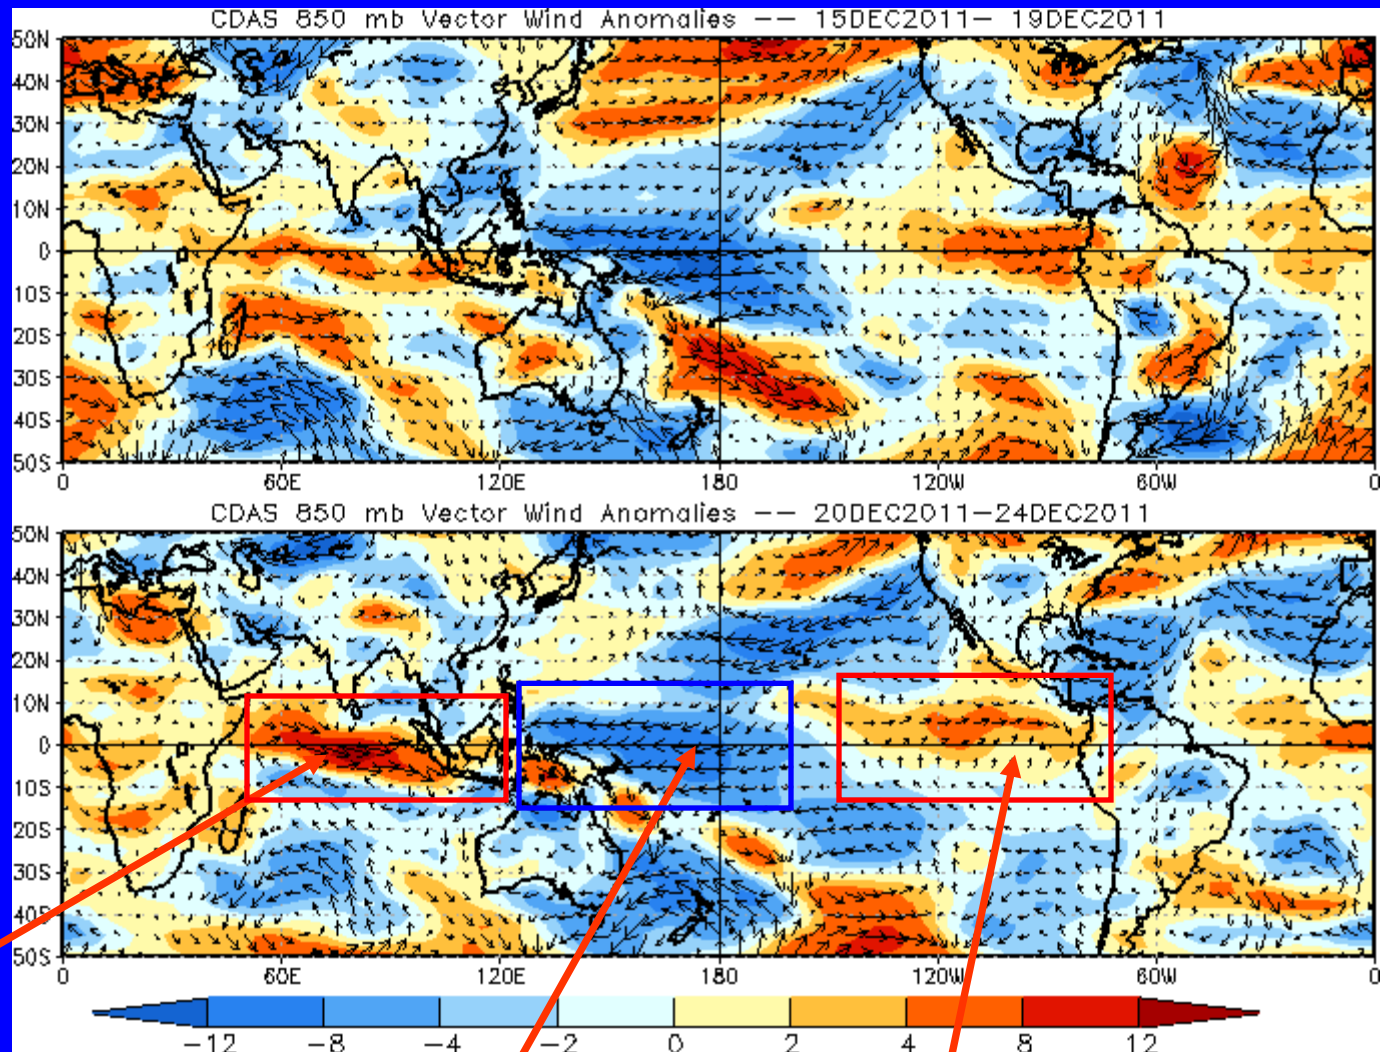 CDAS 850 mb Vector Wind Anomalies -- 15DEC2011- 19DEC2011
50N
40N
30N
20N
10N
0
10S
20S
30S
40S
50S
0 60E 120E 180 120W 60W 0
CDAS 850 mb Vector Wind Anomalies -- 20DEC2011-24DEC2011
50N
40N
30N
20N
10N
0
10S
20S
30S
40S
50S
0 60E 120E 180 120W 60W 0
-12 -8 -4 -2 0 2 4 8 12